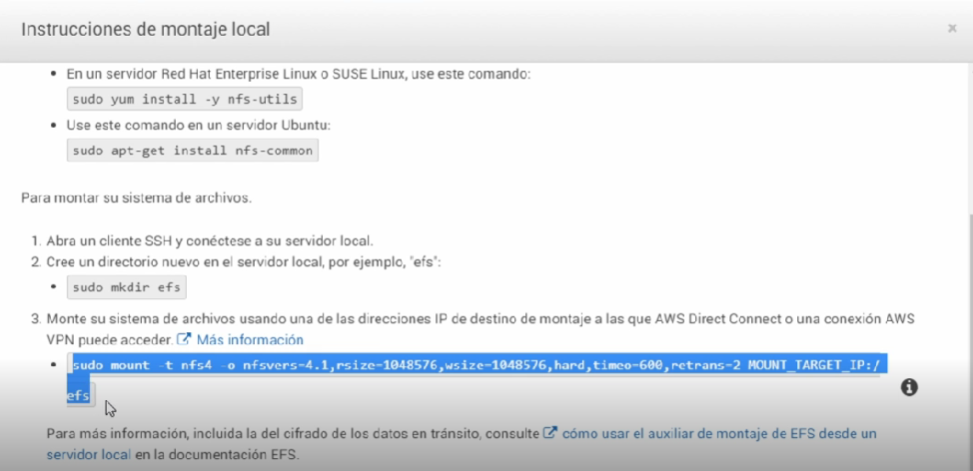 Instrucciones de montaje local
×
• En un servidor Red Hat Enterprise Linux o SUSE Linux, use este comando:
sudo yum install -y nfs-utils
• Use este comando en un servidor Ubuntu:
sudo apt-get install nfs-common
Para montar su sistema de archivos.
1. Abra un cliente SSH y conéctese a su servidor local.
2. Cree un directorio nuevo en el servidor local, por ejemplo, "efs":
• sudo mkdir efs
3. Monte su sistema de archivos usando una de las direcciones IP de destino de montaje a las que AWS Direct Connect o una conexión AWS
VPN puede acceder. Más información
• sudo mount -t nfs4 -o nfsvers=4.1,rsize=1048576,wsize=1048576,hard,timeo=600,retrans=2 MOUNT_TARGET_IP:/
efs
Para más información, incluida la del cifrado de los datos en tránsito, consulte cómo usar el auxiliar de montaje de EFS desde un
servidor local en la documentación EFS.